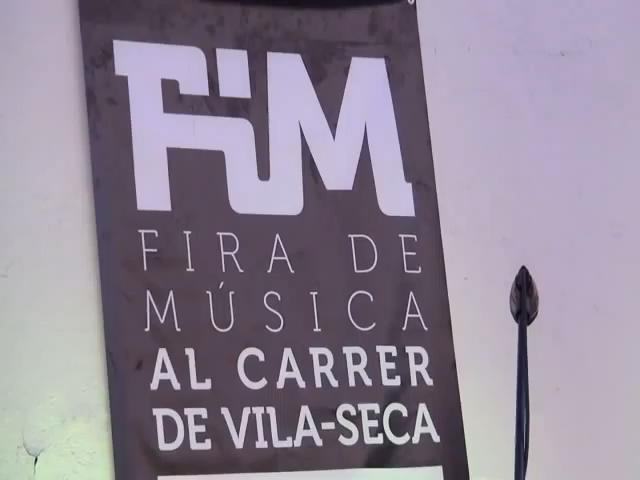 FiM
FIRA DE
MÚSICA
AL CARRER
DE VILA-SECA